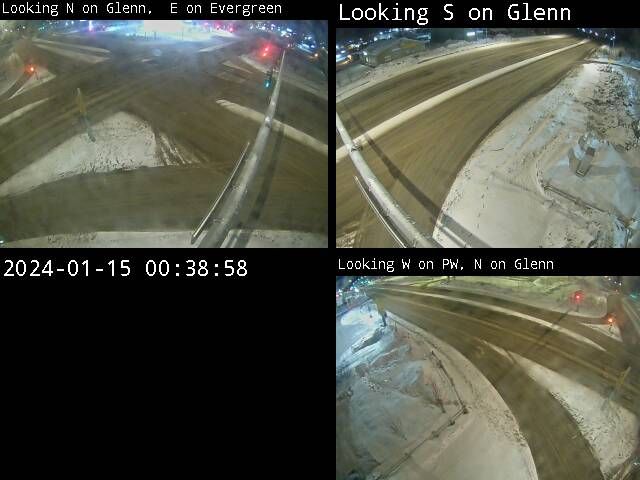 Looking N on Glenn,  E on Evergreen
Looking S on Glenn
2024-01-15 00:38:58
Looking W on PW, N on Glenn